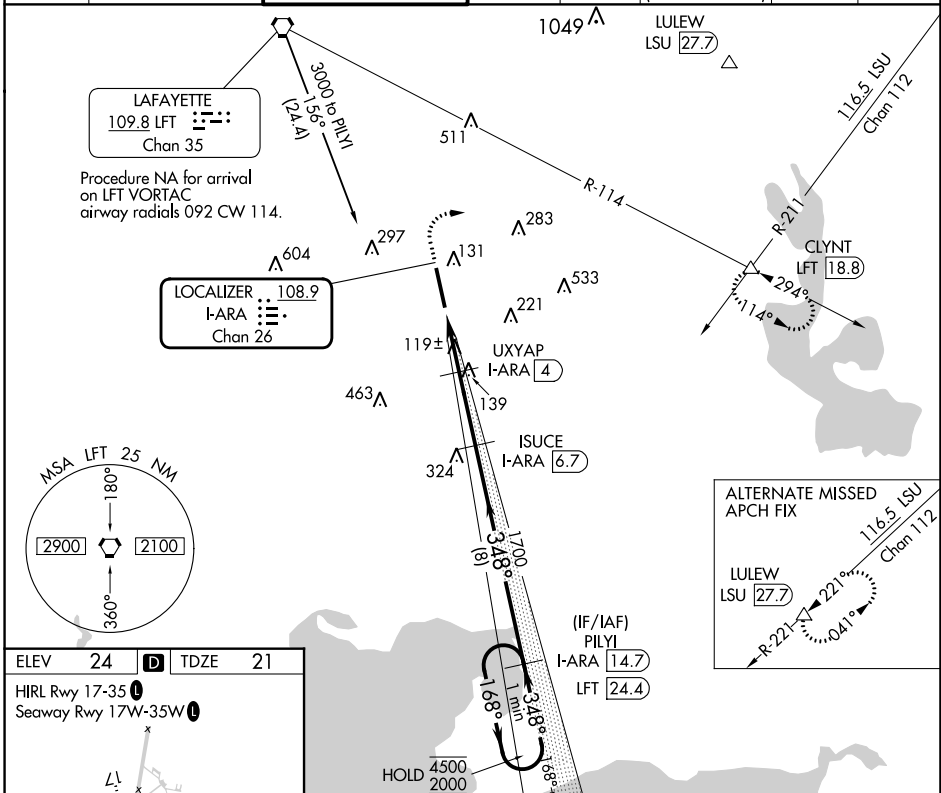 1049
LULEW
LSU 27.7
116.5 LSU
Chan 112
LAFAYETTE
109.8 LFT
Chan 35
3000 to PILYI
156°
(24.4)
511
Procedure NA for arrival
on LFT VORTAC
airway radials 092 CW 114.
R-114
R-211
604
297
131
283
533
221
CLYNT
LFT 18.8
294°
114°
LOCALIZER 108.9
I-ARA
Chan 26
119±
UXYAP
I-ARA 4
139
463
324
ISUCE
I-ARA 6.7
MSA LFT 25 NM
180°
2900
2100
360°
1700
348°
(8)
ALTERNATE MISSED
APCH FIX
116.5 LSU
Chan 112
LULEW
LSU 27.7
221°
041°
R-221
(IF/IAF)
PILYI
I-ARA 14.7
LFT 24.4
168°
1 min
348°
168°
HOLD 4500
2000
ELEV 24 D TDZE 21
HIRL Rwy 17-35 L
Seaway Rwy 17W-35W L
x
17
x